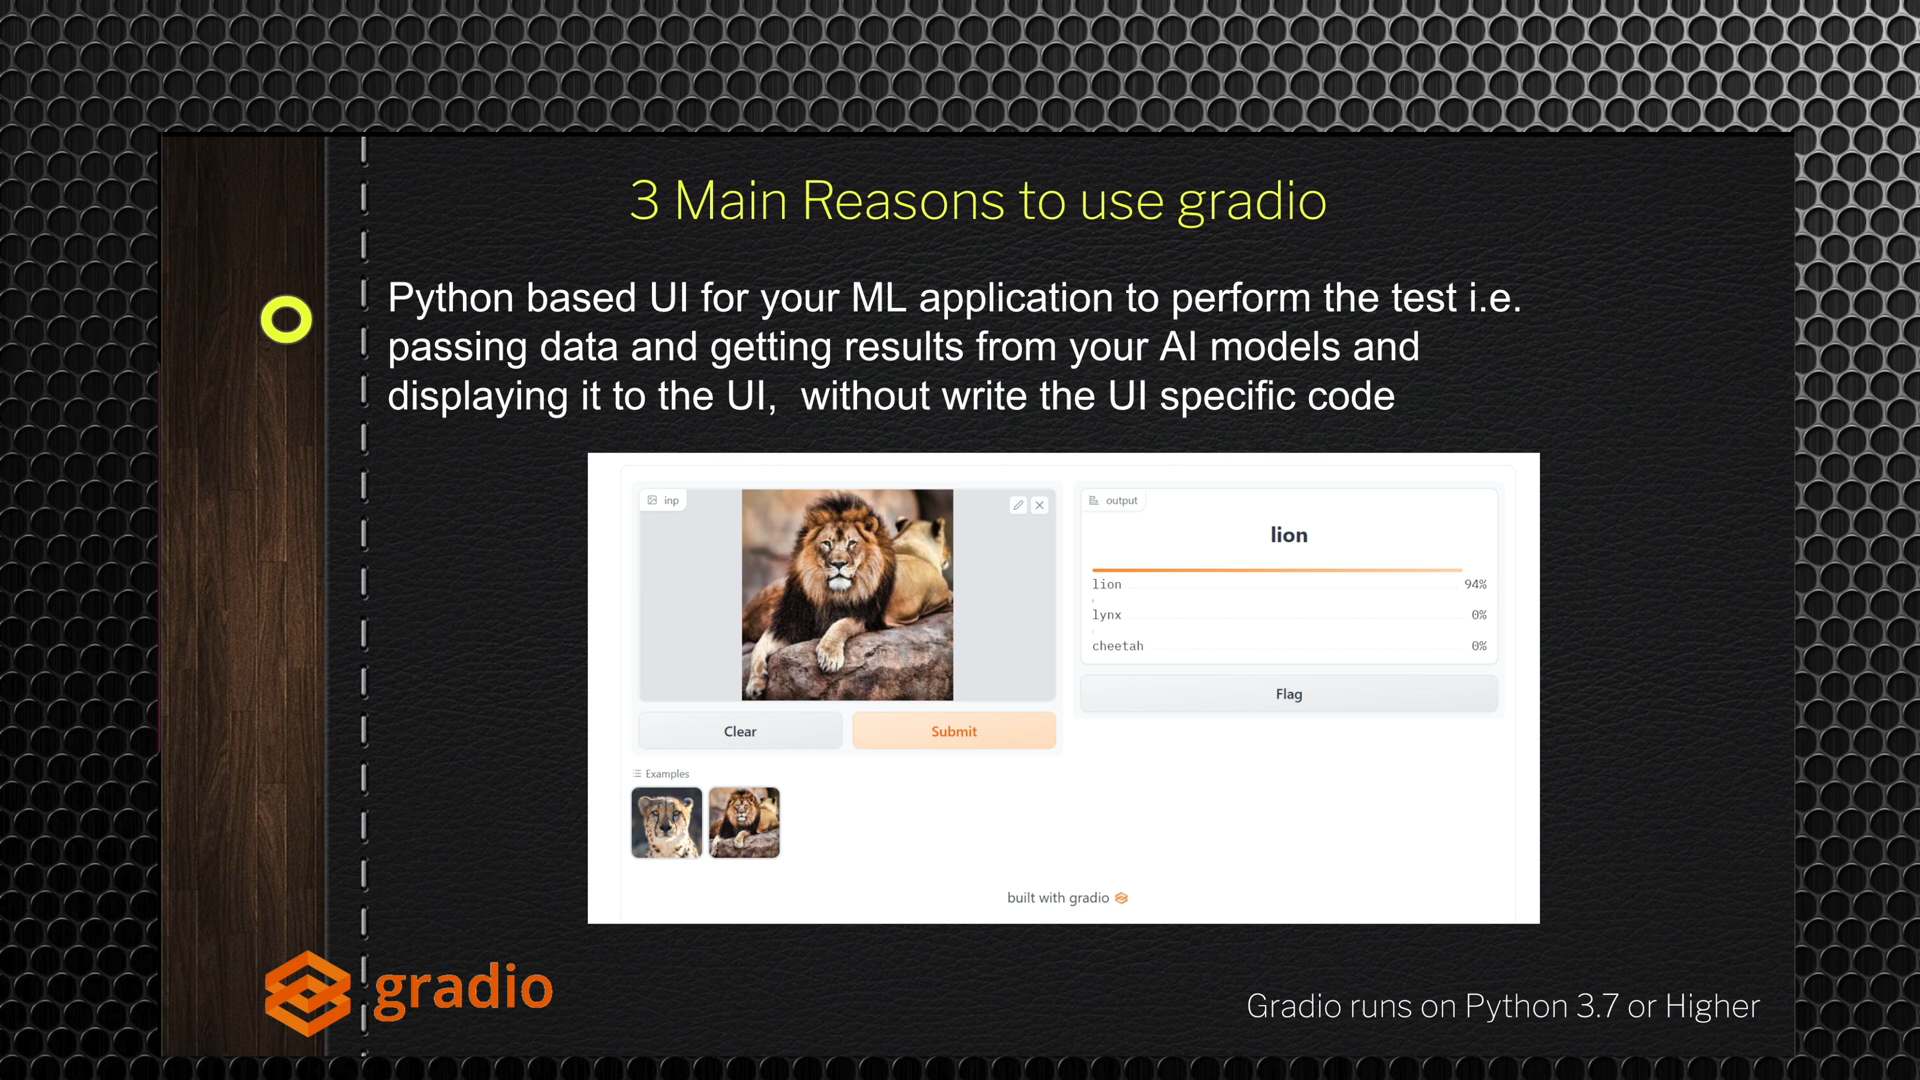 3 Main Reasons to use gradio
Python based UI for your ML application to perform the test i.e.
passing data and getting results from your AI models and
displaying it to the UI,  without write the UI specific code
inp
output
lion
lion 94%
lynx 0%
cheetah 0%
Flag
Clear
Submit
Examples
built with gradio
gradio
Gradio runs on Python 3.7 or Higher